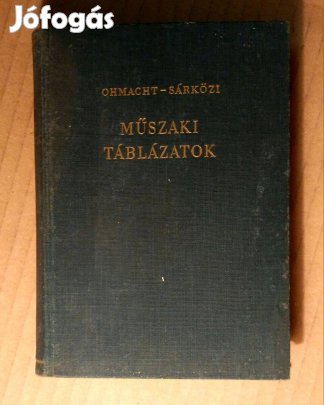 Jófogás
OHMACHT-SÁRKÖZI
MŰSZAKI
TÁBLÁZATOK